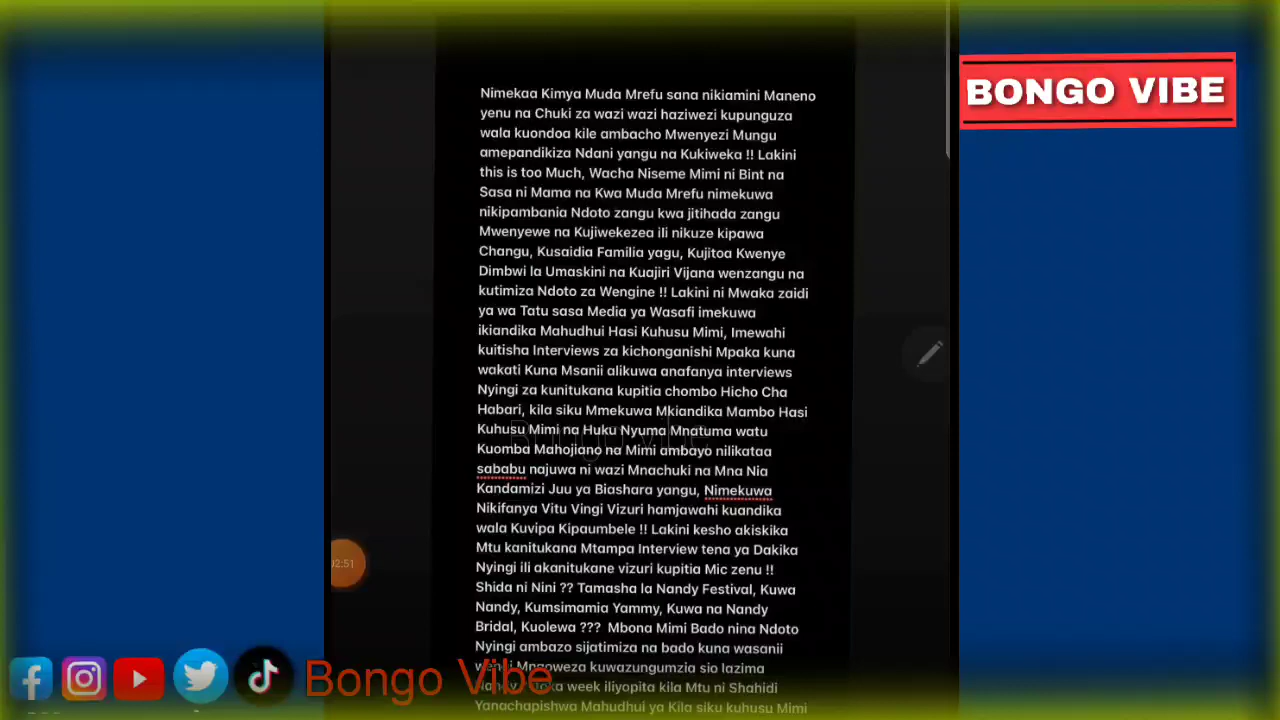 BONGO VIBE
Nimekaa Kimya Muda Mrefu sana nikiamini Maneno
yenu na Chuki za wazi wazi haziwezi kupunguza
wala kuondoa kile ambacho Mwenyezi Mungu
amepandikiza Ndani yangu na Kukiweka !! Lakini
this is too Much, Wacha Niseme Mimi ni Bint na
Sasa ni Mama na Kwa Muda Mrefu nimekuwa
nikipambania Ndoto zangu kwa jitihada zangu
Mwenyewe na Kujiwekezea ili nikuze kipawa
Changu, Kusaidia Familia yagu, Kujitoa Kwenye
Dimbwi la Umaskini na Kuajiri Vijana wenzangu na
kutimiza Ndoto za Wengine !! Lakini ni Mwaka zaidi
ya wa Tatu sasa Media ya Wasafi imekuwa
ikiandika Mahudhui Hasi Kuhusu Mimi, Imewahi
kuitisha Interviews za kichonganishi Mpaka kuna
wakati Kuna Msanii alikuwa anafanya interviews
Nyingi za kunitukana kupitia chombo Hicho Cha
Habari, kila siku Mmekuwa Mkiandika Mambo Hasi
Kuhusu Mimi na Huku Nyuma Mnatuma watu
Kuomba Mahojiano na Mimi ambayo nilikataa
sababu najuwa ni wazi Mnachuki na Mna Nia
Kandamizi Juu ya Biashara yangu, Nimekuwa
Nikifanya Vitu Vingi Vizuri hamjawahi kuandika
wala Kuvipa Kipaumbele !! Lakini kesho akiskika
Mtu kanitukana Mtampa Interview tena ya Dakika
Nyingi ili akanitukane vizuri kupitia Mic zenu !!
Shida ni Nini ?? Tamasha la Nandy Festival, Kuwa
Nandy, Kumsimamia Yammy, Kuwa na Nandy
Bridal, Kuolewa ??? Mbona Mimi Bado nina Ndoto
Nyingi ambazo sijatimiza na bado kuna wasanii
kuwazungumzia sio lazima
week iliyopita kila Mtu ni Shahidi
Yanachapishwa Mahudhui ya Kila siku kuhusu Mimi
Bongo Vibe
02:51
Bongo Vibe